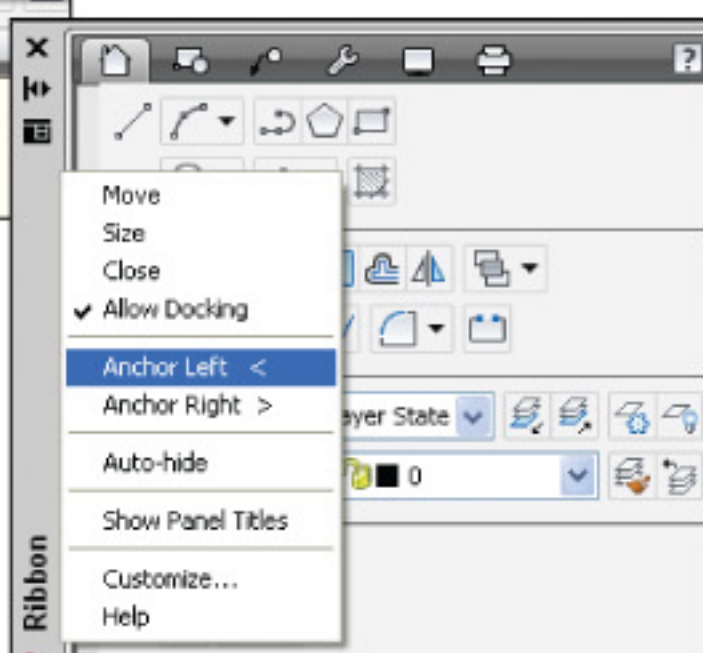 ?
Move
Size
Close
✓ Allow Docking
Anchor Left <
Anchor Right >
ayer State
Auto-hide
0
Show Panel Titles
Customize...
Help
Ribbon